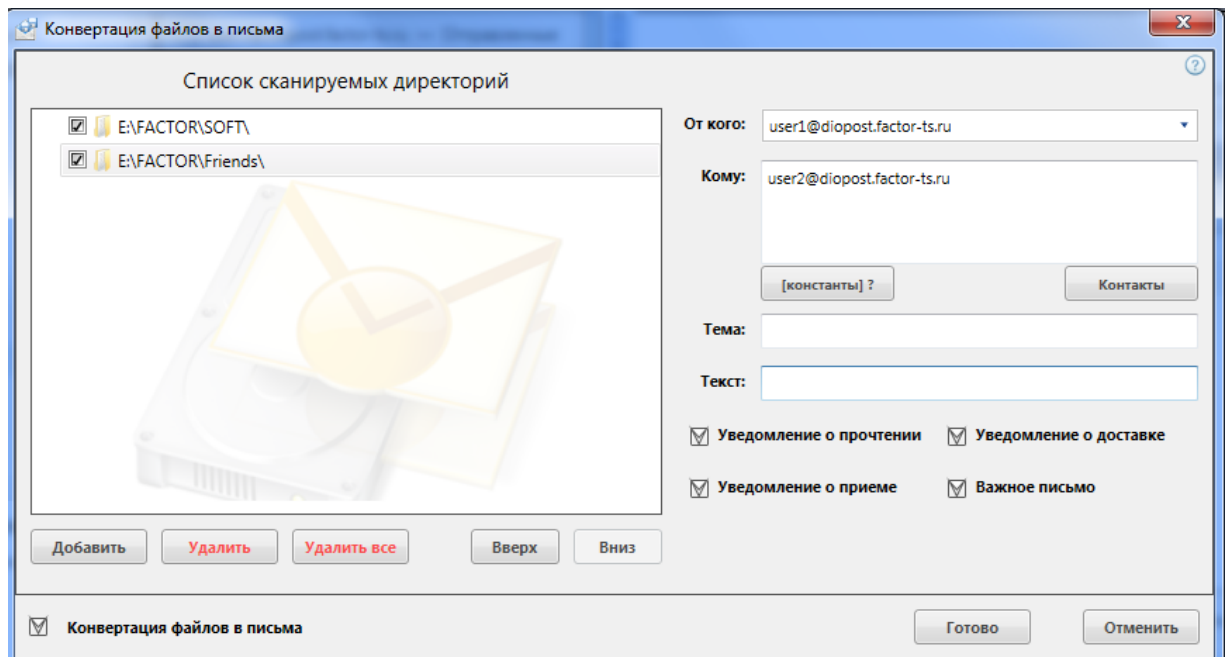 Конвертация файлов в письма
Список сканируемых директорий
E:\FACTOR\SOFT\
E:\FACTOR\Friends\
От кого: user1@diopost.factor-ts.ru
Кому: user2@diopost.factor-ts.ru
[константы] ? Контакты
Тема:
Текст:
Уведомление о прочтении Уведомление о доставке
Уведомление о приеме Важное письмо
Добавить Удалить Удалить все Вверх Вниз
Конвертация файлов в письма Готово Отменить